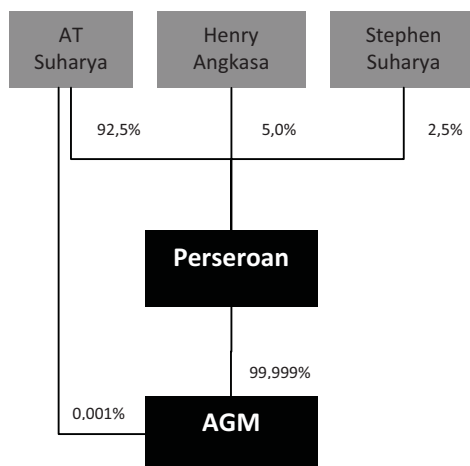 AT
Suharya
Henry
Angkasa
Stephen
Suharya
92,5%
5,0%
2,5%
Perseroan
99,999%
0,001%
AGM